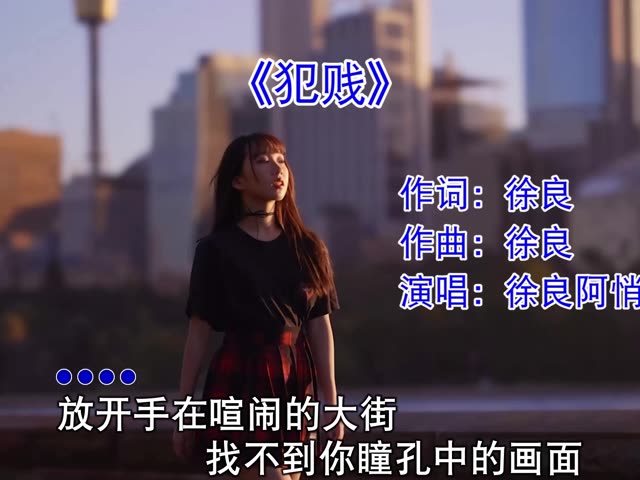 《犯贱》
作词：徐良
作曲：徐良
演唱：徐良阿悄
放开手在喧闹的大街
找不到你瞳孔中的画面